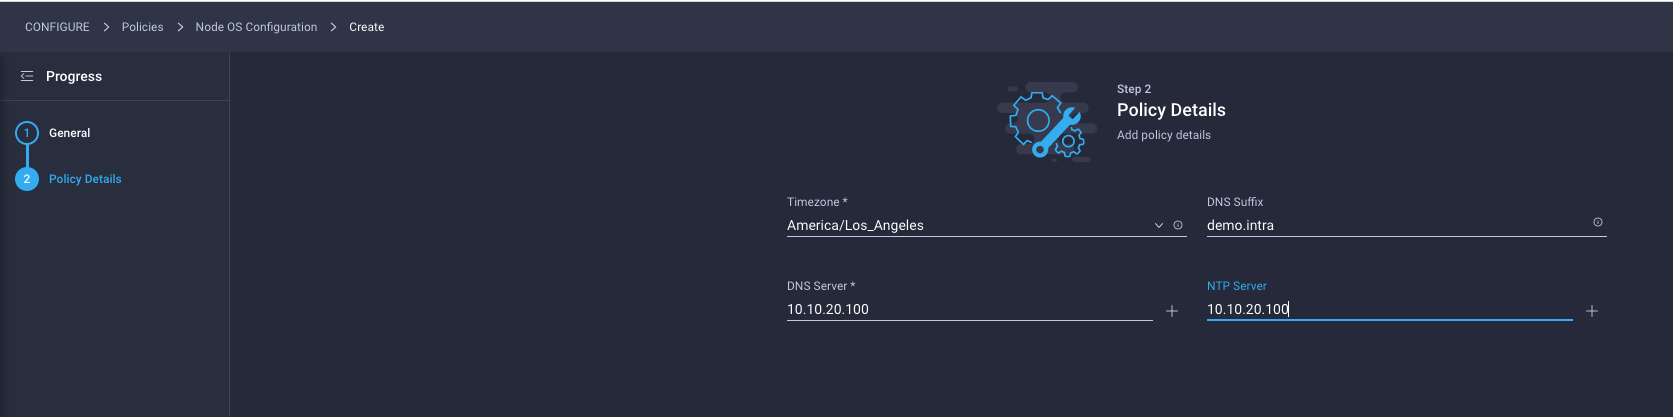 CONFIGURE > Policies > Node OS Configuration > Create
Progress
1 General
2 Policy Details
Step 2
Policy Details
Add policy details
Timezone *
America/Los_Angeles
DNS Suffix
demo.intra
DNS Server *
10.10.20.100
NTP Server
10.10.20.100